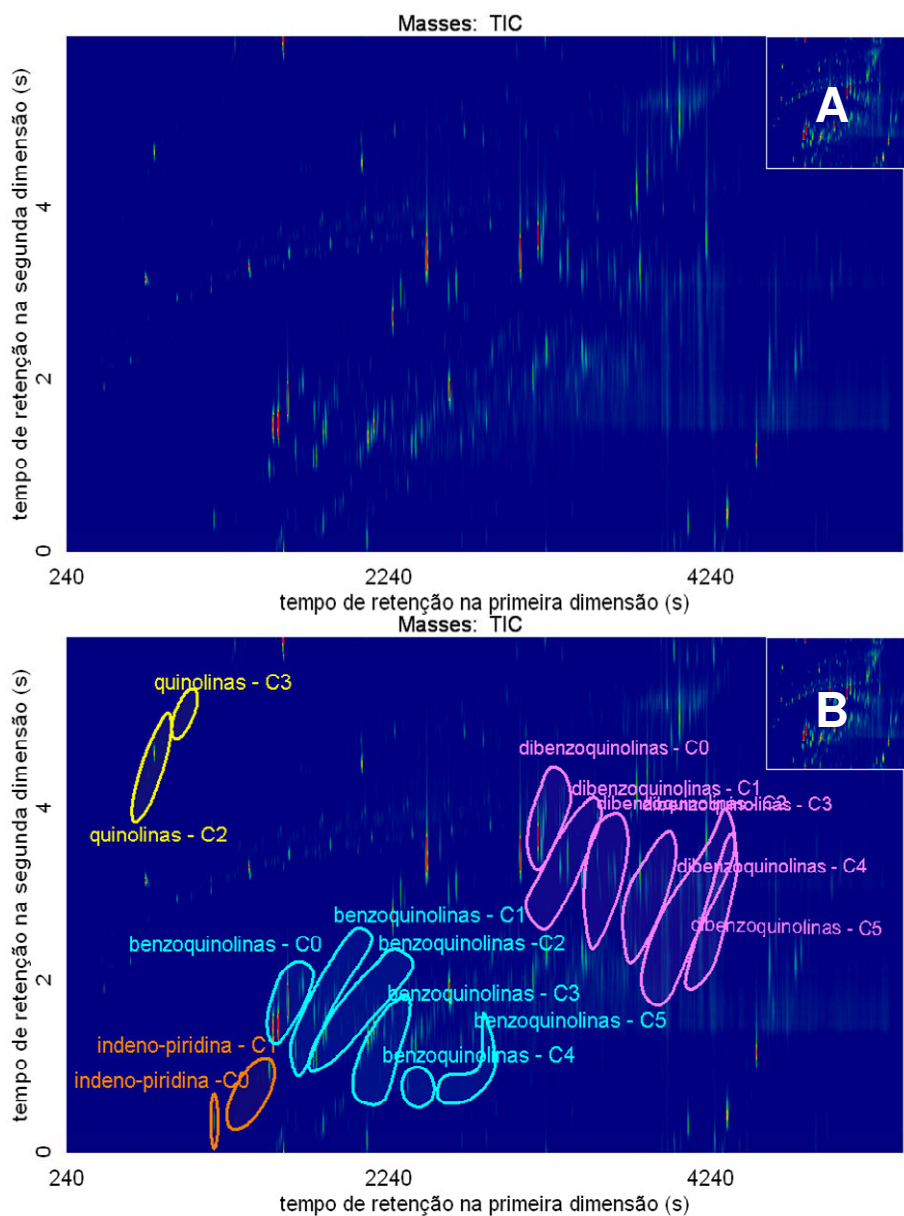 Masses: TIC
A
tempo de retenção na segunda dimensão (s)
4
2
0
240
2240
4240
tempo de retenção na primeira dimensão (s)
Masses: TIC
B
tempo de retenção na segunda dimensão (s)
quinolinas - C3
quinolinas - C2
dibenzoquinolinas - C0
dibenzoquinolinas - C1
dibenzoquinolinas - C2
dibenzoquinolinas - C3
dibenzoquinolinas - C4
dibenzoquinolinas - C5
benzoquinolinas - C1
benzoquinolinas - C0
benzoquinolinas - C2
benzoquinolinas - C3
benzoquinolinas - C5
benzoquinolinas - C4
indeno-piridina - C1
indeno-piridina -C0
4
2
0
240
2240
4240
tempo de retenção na primeira dimensão (s)